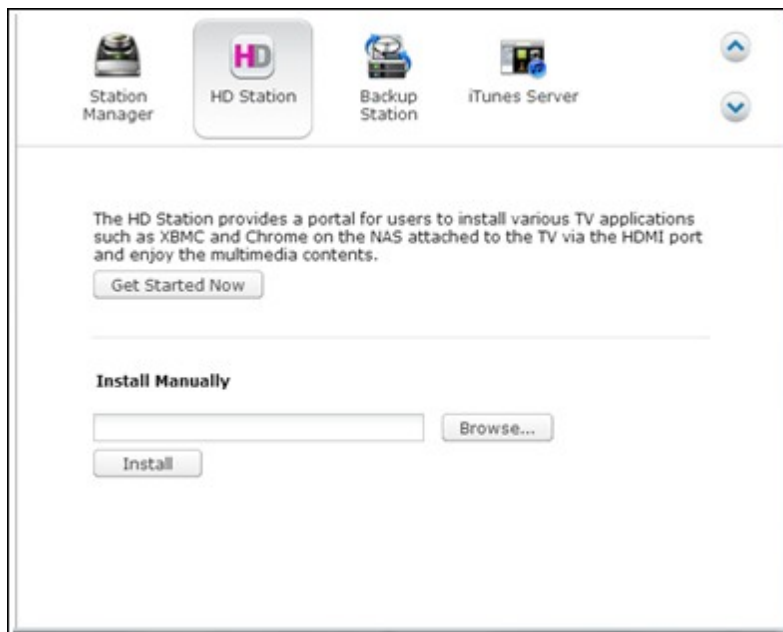 Station
Manager
HD
HD Station
Backup
Station
iTunes Server
The HD Station provides a portal for users to install various TV applications
such as XBMC and Chrome on the NAS attached to the TV via the HDMI port
and enjoy the multimedia contents.
Get Started Now
Install Manually
Browse...
Install